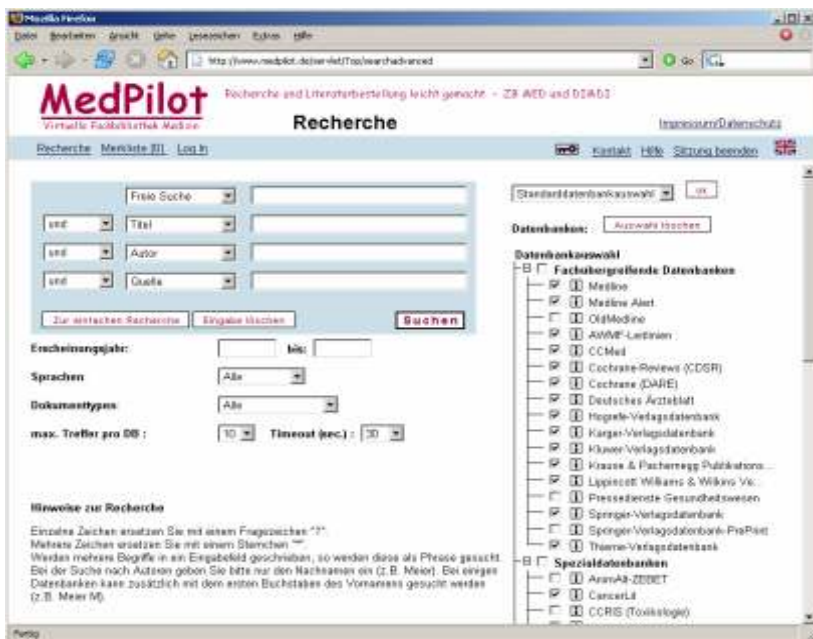 Mozilla Firefox
Datei Bearbeiten Ansicht Gehe Lesezeichen Extras Hilfe
http://www.medpilot.de/servlet/Top/searchadvanced
Go
MedPilot
Recherche und Literaturbestellung leicht gemacht - ZB MED und DIMDI
Virtuelle Fachbibliothek Medizin
Recherche
Impressum/Datenschutz
Recherche Merkliste [0] Log In
Kontakt Hilfe Sitzung beenden
Freie Suche
und Titel
und Autor
und Quelle
Zur einfachen Recherche Eingabe löschen Suchen
Erscheinungsjahr: bis:
Sprachen Alle
Dokumenttypen Alle
max. Treffer pro DB : 10 Timeout (sec.) : 30
Hinweise zur Recherche
Einzelne Zeichen ersetzen Sie mit einem Fragezeichen "?".
Mehrere Zeichen ersetzen Sie mit einem Sternchen "*".
Werden mehrere Begriffe in ein Eingabefeld geschrieben, so werden diese als Phrase gesucht.
Bei der Suche nach Autoren geben Sie bitte nur den Nachnamen ein (z.B. Meier). Bei einigen
Datenbanken kann zusätzlich mit dem ersten Buchstaben des Vornamens gesucht werden
(z.B. Meier M).
Standarddatenbankauswahl ok
Datenbanken: Auswahl löschen
Datenbankauswahl
Fachübergreifende Datenbanken
Medline
Medline Alert
OldMedline
AWMF-Leitlinien
CCMed
Cochrane-Reviews (CDSR)
Cochrane (DARE)
Deutsches Ärzteblatt
Hogrefe-Verlagsdatenbank
Karger-Verlagsdatenbank
Kluwer-Verlagsdatenbank
Krause & Pachernegg Publikations...
Lippincott Williams & Wilkins Ve...
Pressedienste Gesundheitswesen
Springer-Verlagsdatenbank
Springer-Verlagsdatenbank-PrePrint
Thieme-Verlagsdatenbank
Spezialdatenbanken
AnimAlt-ZEBET
CancerLit
CCRIS (Toxikologie)
Fertig